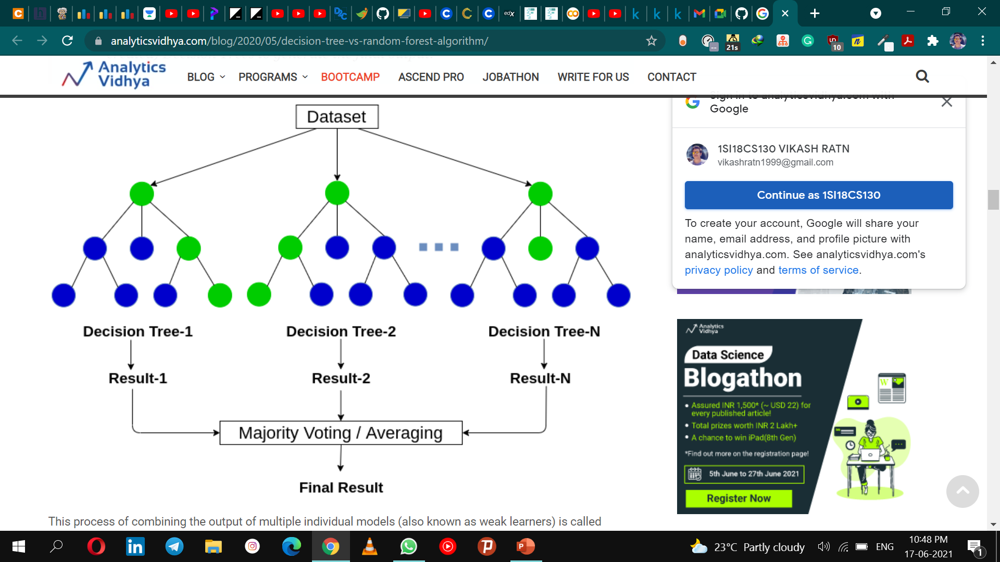 edx
analyticsvidhya.com/blog/2020/05/decision-tree-vs-random-forest-algorithm/
21s
10
Analytics
Vidhya
BLOG
PROGRAMS
BOOTCAMP
ASCEND PRO
JOBATHON
WRITE FOR US
CONTACT
Sign in to analyticsvidhya.com with
Google
1SI18CS130 VIKASH RATN
vikashratn1999@gmail.com
Continue as 1SI18CS130
To create your account, Google will share your
name, email address, and profile picture with
analyticsvidhya.com. See analyticsvidhya.com's
privacy policy and terms of service.
Dataset
Decision Tree-1
Decision Tree-2
Decision Tree-N
Result-1
Result-2
Result-N
Majority Voting / Averaging
Final Result
This process of combining the output of multiple individual models (also known as weak learners) is called
Analytics
Vidhya
Data Science
Blogathon
• Assured INR 1,500* (~ USD 22) for
every published article!
• Total prizes worth INR 2 Lakh+
• A chance to win iPad(8th Gen)
*Find out more on the registration page!
5th June to 27th June 2021
Register Now
W
23°C Partly cloudy
ENG
10:48 PM
17-06-2021
1